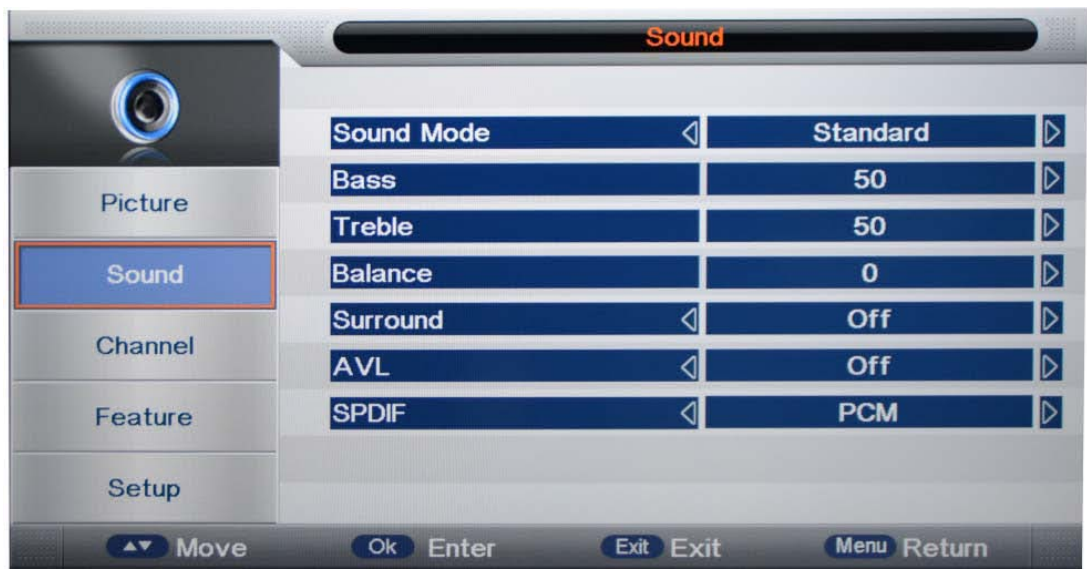 Sound
Picture
Sound
Channel
Feature
Setup
Sound Mode Standard
Bass 50
Treble 50
Balance 0
Surround Off
AVL Off
SPDIF PCM
Move Ok Enter Exit Exit Menu Return